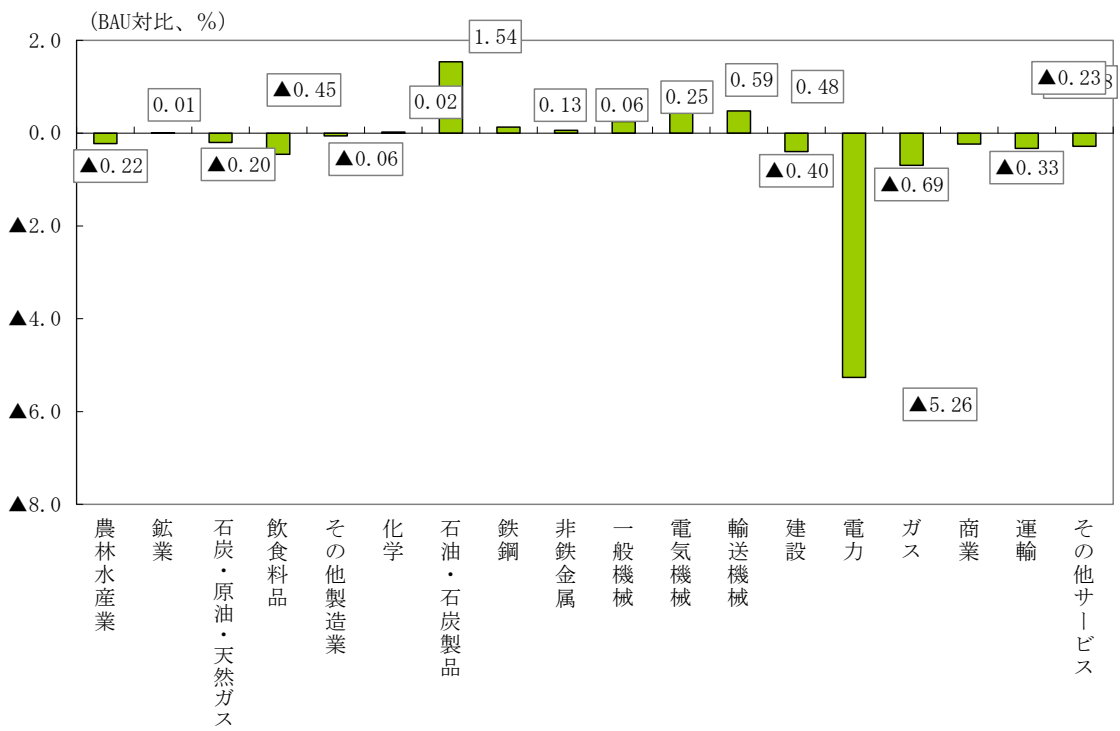 (BAU対比、%)
2.0
0.0
▲2.0
▲4.0
▲6.0
▲8.0
▲0.22
0.01
▲0.20
▲0.45
▲0.06
0.02
1.54
0.13
0.06
0.25
0.59
0.48
▲0.40
▲5.26
▲0.69
▲0.23
▲0.33
農林水産業
鉱業
石炭・原油・天然ガス
飲食料品
その他製造業
化学
石油・石炭製品
鉄鋼
非鉄金属
一般機械
電気機械
輸送機械
建設
電力
ガス
商業
運輸
その他サービス